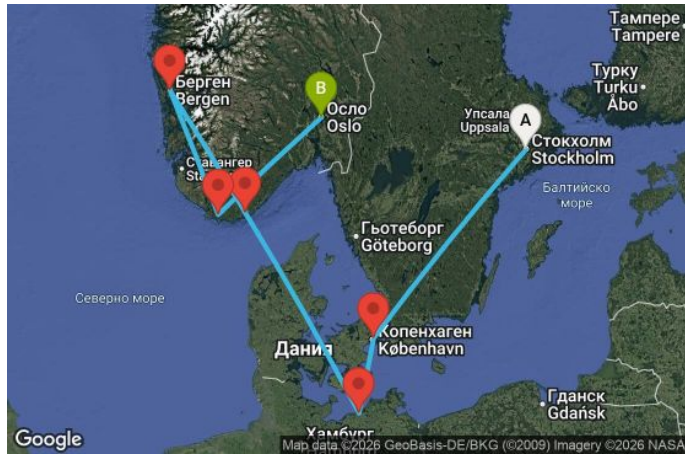 Тампере
Tampere
Берген
Bergen
B
Осло
Oslo
Упсала
Uppsala
A
Турку
Turku
Åbo
Стокхолм
Stockholm
Балтийско
море
Гьотеборг
Göteborg
Северно море
Копенхаген
København
Дания
Гданск
Gdańsk
Хамбург
Google
Map data ©2026 GeoBasis-DE/BKG (©2009) Imagery ©2026 NASA